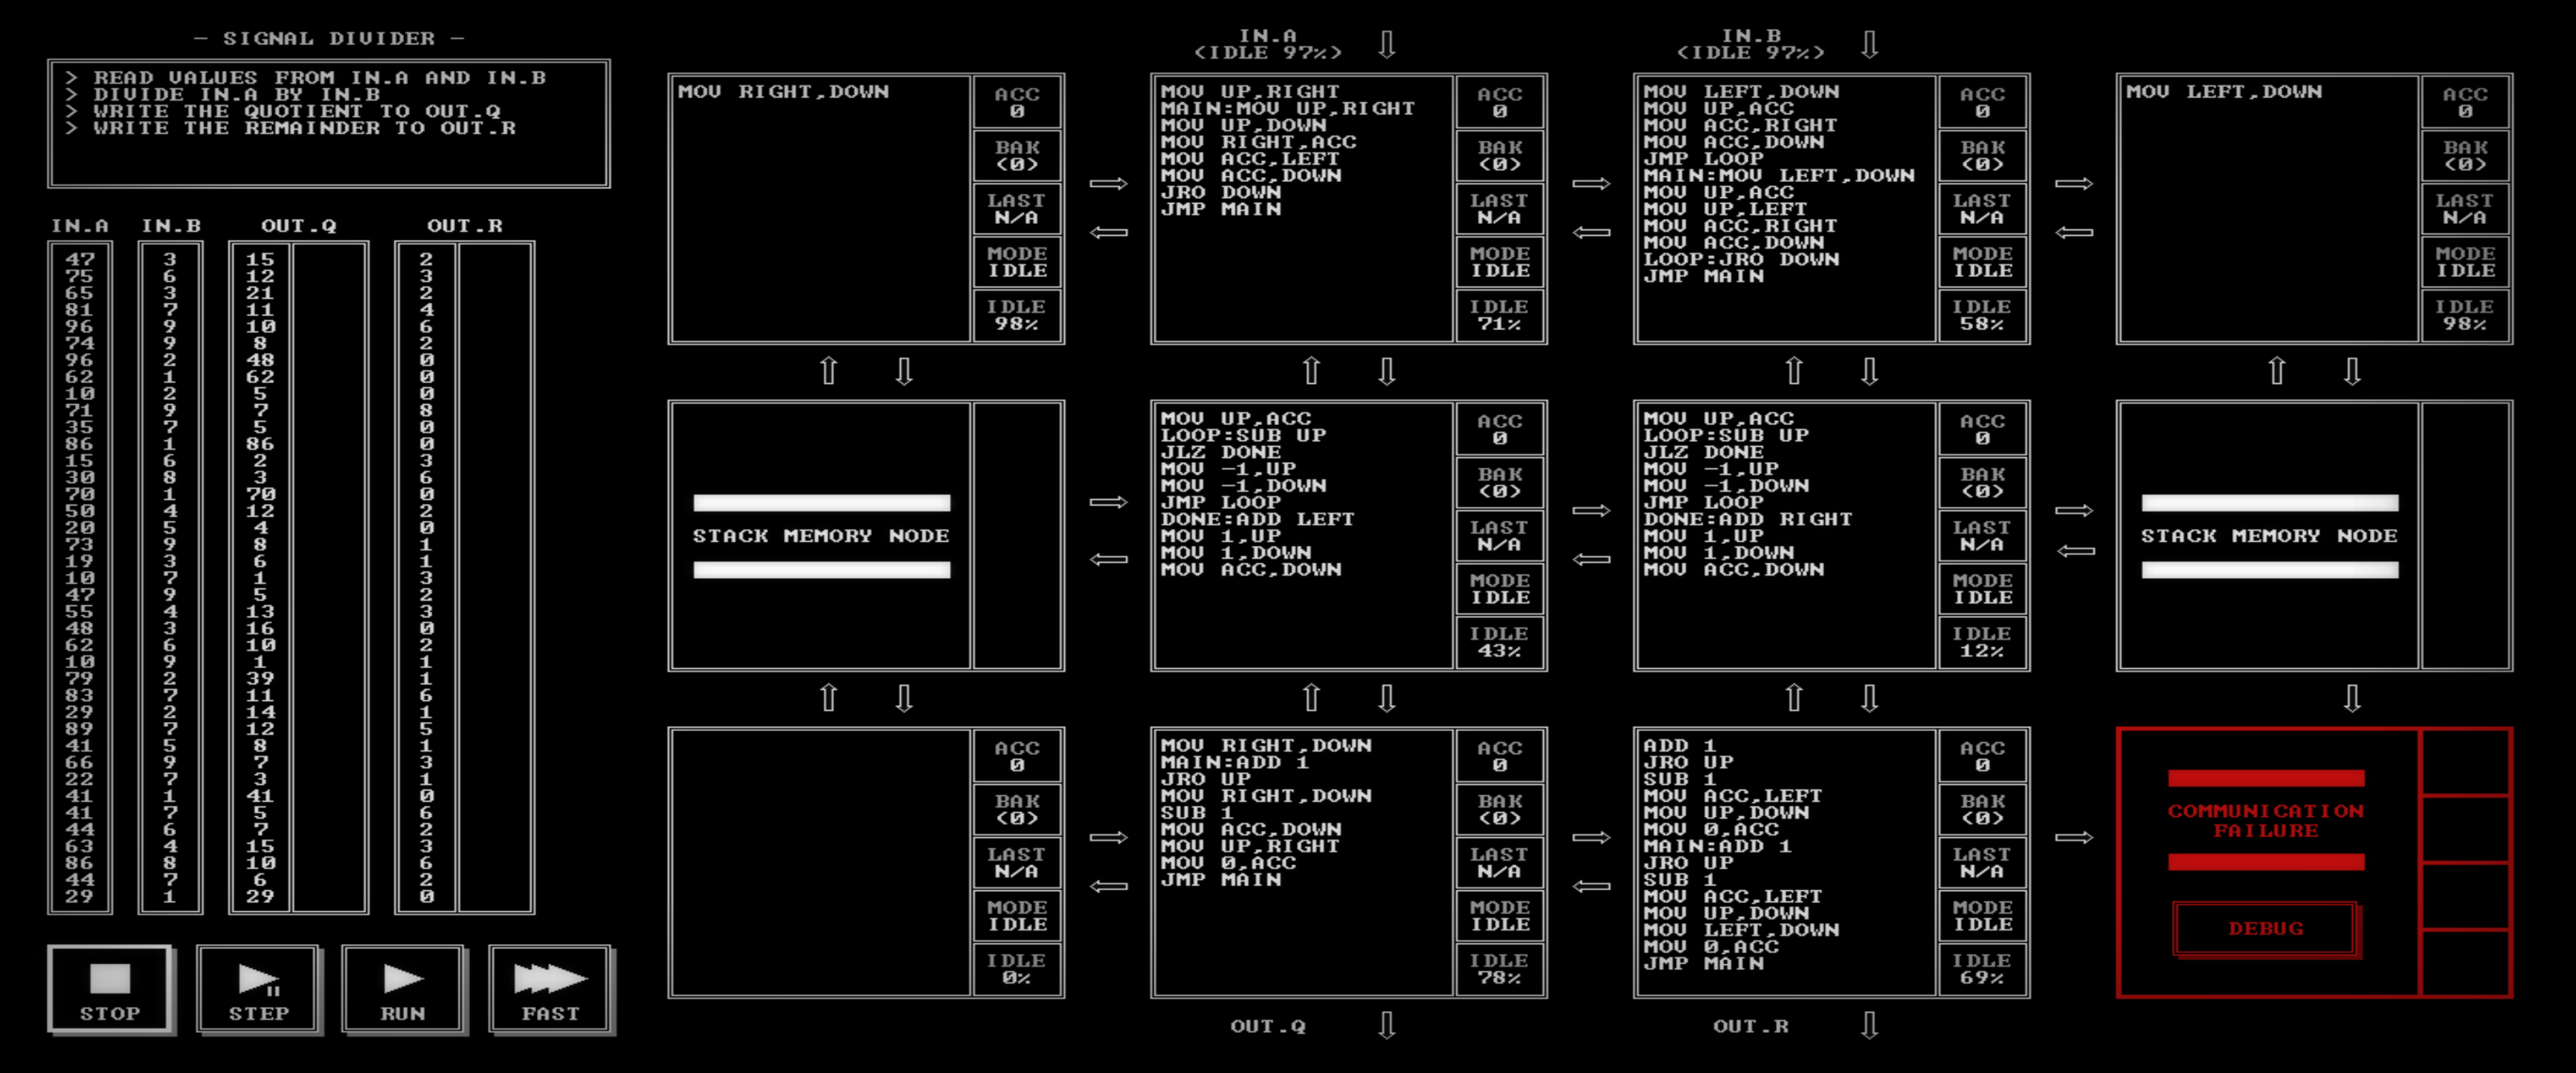 - SIGNAL DIVIDER -
> READ VALUES FROM IN.A AND IN.B
> DIVIDE IN.A BY IN.B
> WRITE THE QUOTIENT TO OUT.Q
> WRITE THE REMAINDER TO OUT.R
IN.A IN.B OUT.Q OUT.R
47 3 15 2
75 6 12 3
65 3 21 2
81 7 11 4
96 9 10 6
74 9 8 2
96 2 48 0
62 1 62 0
10 2 5 0
71 9 7 8
35 7 5 0
86 1 86 0
15 6 2 3
30 8 3 6
70 1 70 0
50 4 12 2
20 5 4 0
73 9 8 1
19 3 6 1
10 7 1 3
47 9 5 2
55 4 13 3
48 3 16 0
62 6 10 2
10 9 1 1
79 2 39 1
83 7 11 6
29 2 14 1
89 7 12 5
41 5 8 1
66 9 7 3
22 7 3 1
41 1 41 0
41 7 5 6
44 6 7 2
63 4 15 3
86 8 10 6
44 7 6 2
29 1 29 0
STOP
STEP
RUN
FAST
IN.A
(IDLE 97%)
IN.B
(IDLE 97%)
MOV RIGHT,DOWN
ACC
0
BAK
(0)
LAST
N/A
MODE
IDLE
IDLE
98%
MOV UP,RIGHT
MAIN:MOV UP,RIGHT
MOV UP,DOWN
MOV RIGHT,ACC
MOV ACC,LEFT
MOV ACC,DOWN
JRO DOWN
JMP MAIN
ACC
0
BAK
(0)
LAST
N/A
MODE
IDLE
IDLE
71%
MOV LEFT,DOWN
MOV UP,ACC
MOV ACC,RIGHT
MOV ACC,DOWN
JMP LOOP
MAIN:MOV LEFT,DOWN
MOV UP,ACC
MOV UP,LEFT
MOV ACC,RIGHT
MOV ACC,DOWN
LOOP:JRO DOWN
JMP MAIN
ACC
0
BAK
(0)
LAST
N/A
MODE
IDLE
IDLE
58%
MOV LEFT,DOWN
ACC
0
BAK
(0)
LAST
N/A
MODE
IDLE
IDLE
98%
STACK MEMORY NODE
MOV UP,ACC
LOOP:SUB UP
JLZ DONE
MOV -1,UP
MOV -1,DOWN
JMP LOOP
DONE:ADD LEFT
MOV 1,UP
MOV 1,DOWN
MOV ACC,DOWN
ACC
0
BAK
(0)
LAST
N/A
MODE
IDLE
IDLE
43%
MOV UP,ACC
LOOP:SUB UP
JLZ DONE
MOV -1,UP
MOV -1,DOWN
JMP LOOP
DONE:ADD RIGHT
MOV 1,UP
MOV 1,DOWN
MOV ACC,DOWN
ACC
0
BAK
(0)
LAST
N/A
MODE
IDLE
IDLE
12%
STACK MEMORY NODE
ACC
0
BAK
(0)
LAST
N/A
MODE
IDLE
IDLE
0%
MOV RIGHT,DOWN
MAIN:ADD 1
JRO UP
MOV RIGHT,DOWN
SUB 1
MOV ACC,DOWN
MOV UP,RIGHT
MOV 0,ACC
JMP MAIN
ACC
0
BAK
(0)
LAST
N/A
MODE
IDLE
IDLE
78%
ADD 1
JRO UP
SUB 1
MOV ACC,LEFT
MOV UP,DOWN
MOV 0,ACC
MAIN:ADD 1
JRO UP
SUB 1
MOV ACC,LEFT
MOV UP,DOWN
MOV LEFT,DOWN
MOV 0,ACC
JMP MAIN
ACC
0
BAK
(0)
LAST
N/A
MODE
IDLE
IDLE
69%
COMMUNICATION
FAILURE
DEBUG
OUT.Q
OUT.R